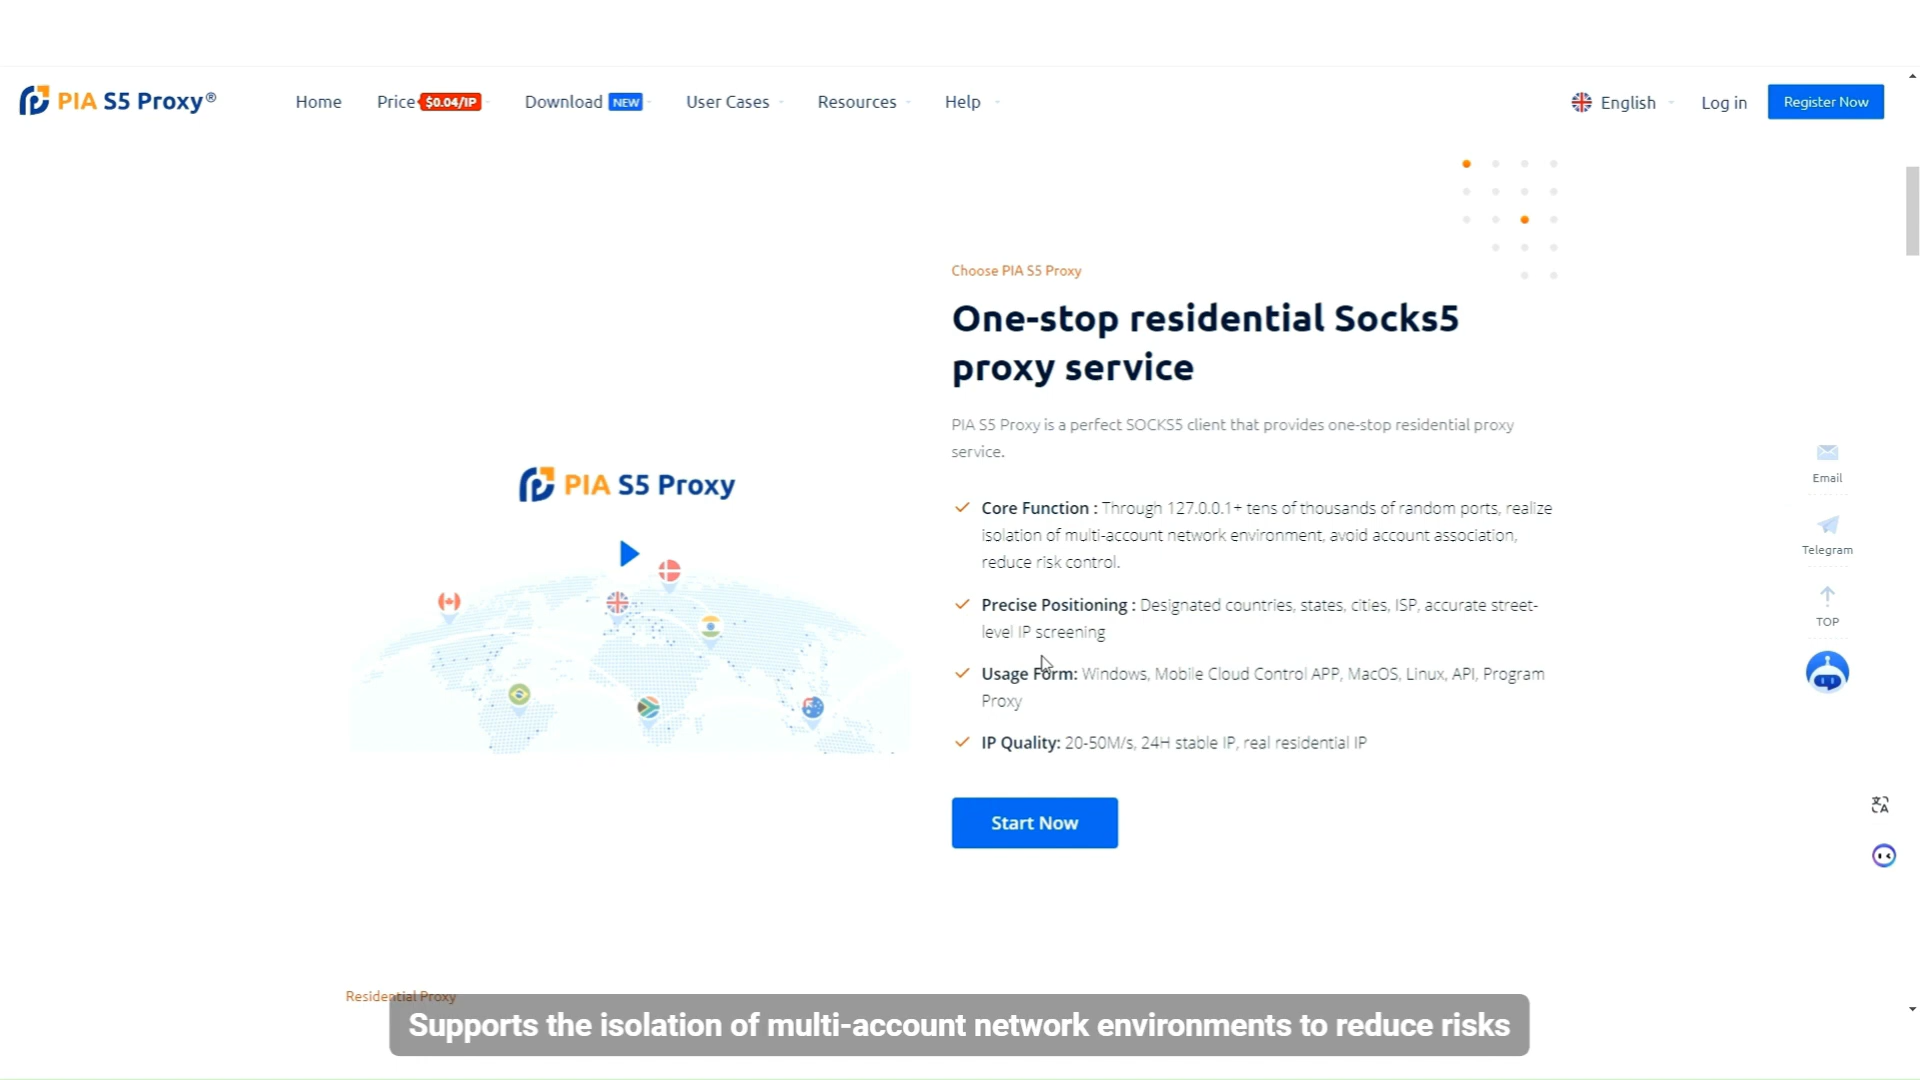 PIA S5 Proxy®
Home
Price $0.04/IP
Download NEW
User Cases
Resources
Help
English
Log in
Register Now
Choose PIA S5 Proxy
One-stop residential Socks5
proxy service
PIA S5 Proxy is a perfect SOCKS5 client that provides one-stop residential proxy
service.
PIA S5 Proxy
Core Function : Through 127.0.0.1+ tens of thousands of random ports, realize
isolation of multi-account network environment, avoid account association,
reduce risk control.
Precise Positioning : Designated countries, states, cities, ISP, accurate street-
level IP screening
Usage Form: Windows, Mobile Cloud Control APP, MacOS, Linux, API, Program
Proxy
IP Quality: 20-50M/s, 24H stable IP, real residential IP
Start Now
Email
Telegram
TOP
Residential Proxy
Supports the isolation of multi-account network environments to reduce risks